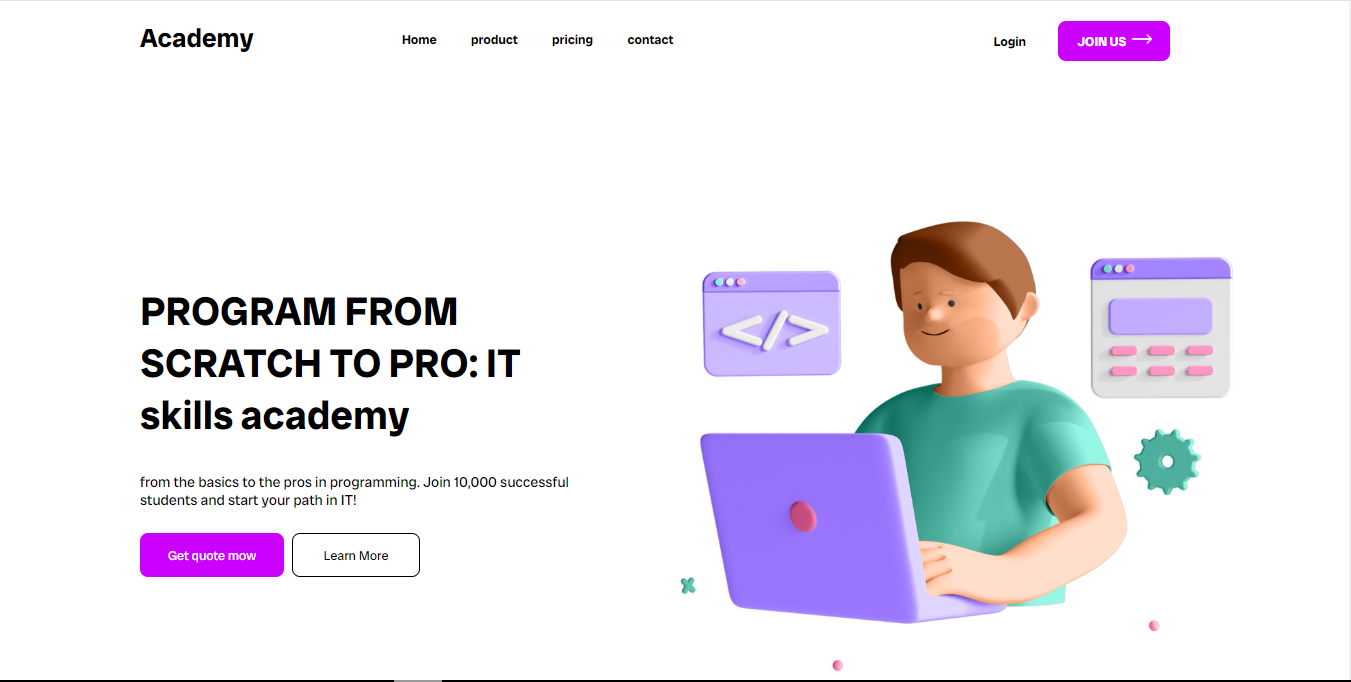 Academy
Home product pricing contact
Login
JOIN US
PROGRAM FROM
SCRATCH TO PRO: IT
skills academy
from the basics to the pros in programming. Join 10,000 successful
students and start your path in IT!
Get quote mow
Learn More